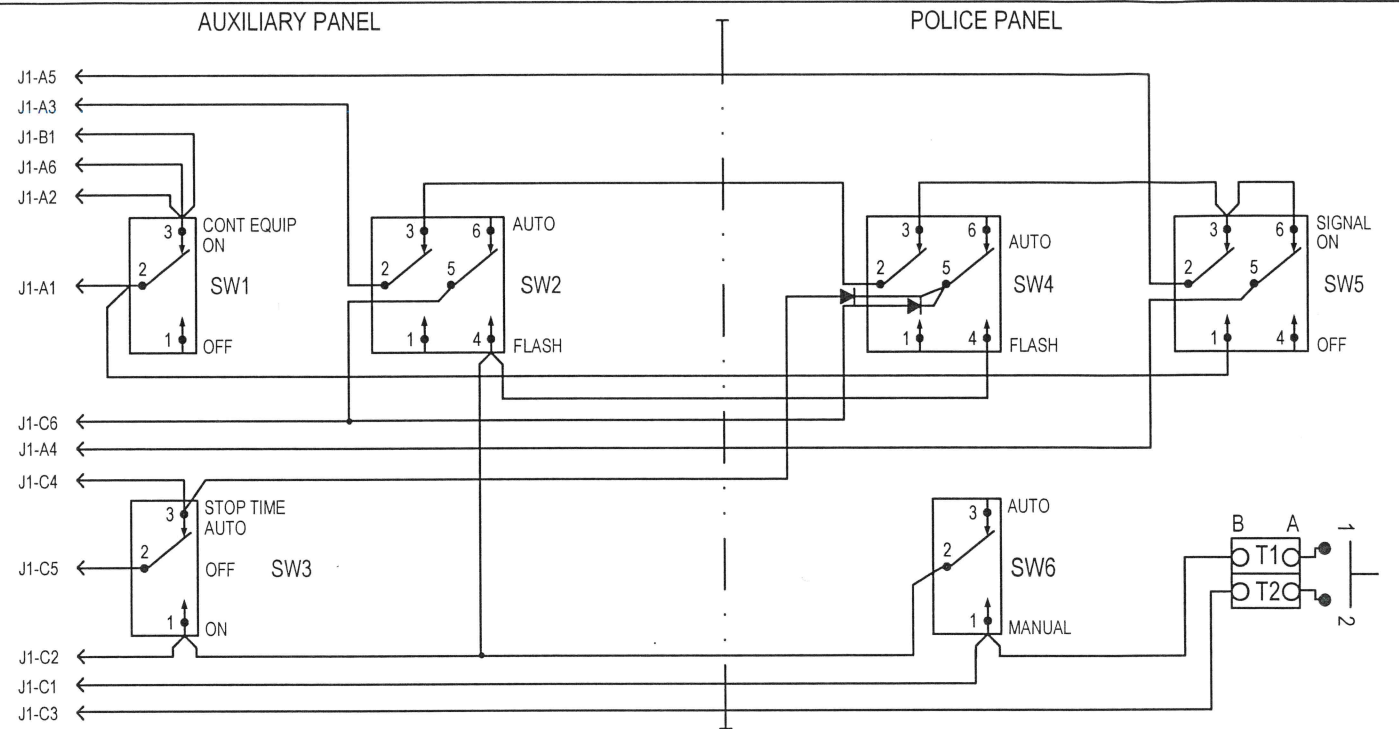 AUXILIARY PANEL
POLICE PANEL
J1-A5
J1-A3
J1-B1
J1-A6
J1-A2
J1-A1
3
CONT EQUIP
ON
2
SW1
1
OFF
3
6
AUTO
2
5
SW2
1
4
FLASH
3
6
AUTO
2
5
SW4
1
4
FLASH
3
6
SIGNAL
ON
2
5
SW5
1
4
OFF
J1-C6
J1-A4
J1-C4
J1-C5
3
STOP TIME
AUTO
2
OFF
SW3
1
ON
3
AUTO
2
SW6
1
MANUAL
B A
T1
T2
1
2
J1-C2
J1-C1
J1-C3